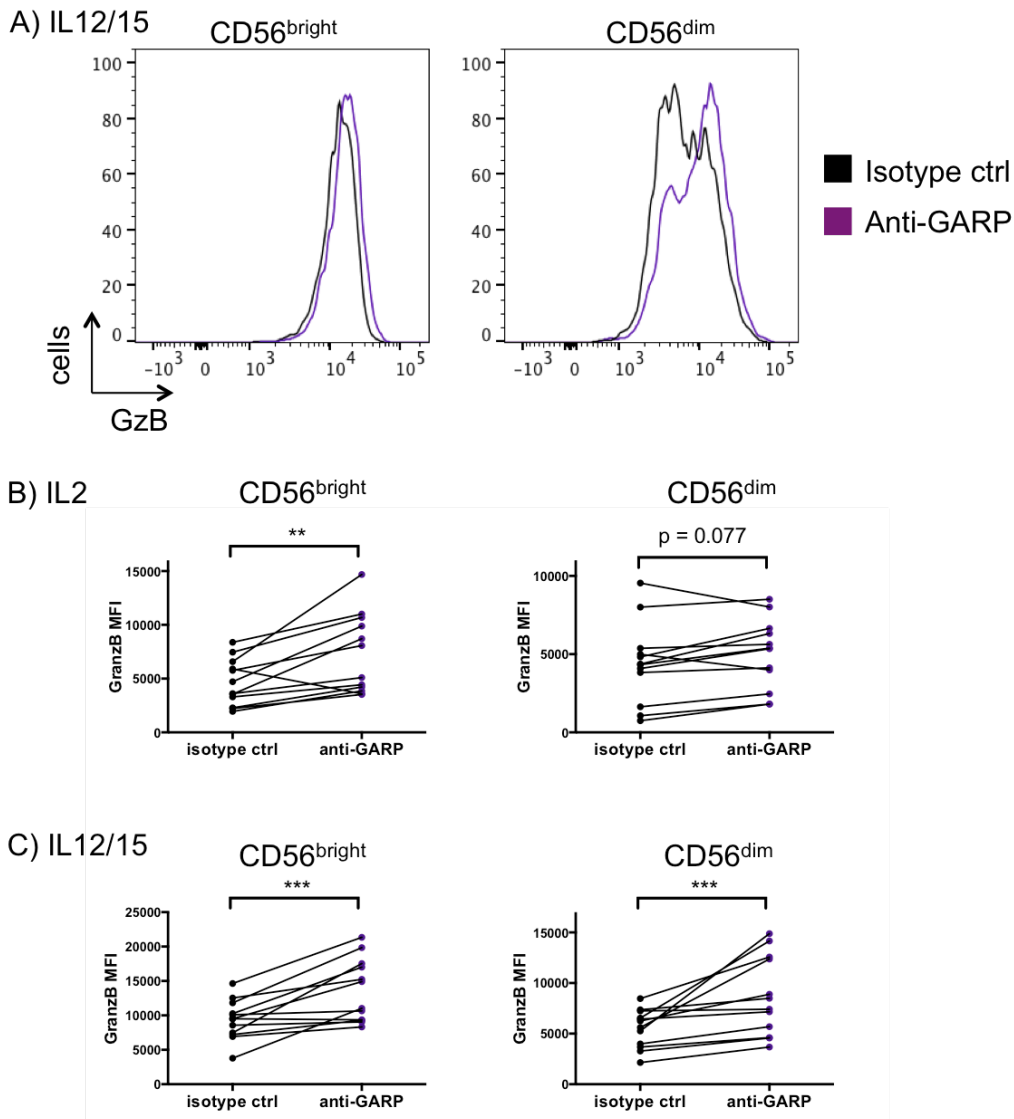 A) IL12/15
CD56bright
CD56dim
100
80
60
40
20
0
-10³ 0 10³ 10⁴ 10⁵
100
80
60
40
20
0
-10³ 0 10³ 10⁴ 10⁵
Isotype ctrl
Anti-GARP
cells
GzB
B) IL2
CD56bright
CD56dim
**
p = 0.077
GranzB MFI
15000
10000
5000
0
isotype ctrl anti-GARP
GranzB MFI
10000
5000
0
isotype ctrl anti-GARP
C) IL12/15
CD56bright
CD56dim
***
***
GranzB MFI
25000
20000
15000
10000
5000
0
isotype ctrl anti-GARP
GranzB MFI
15000
10000
5000
0
isotype ctrl anti-GARP